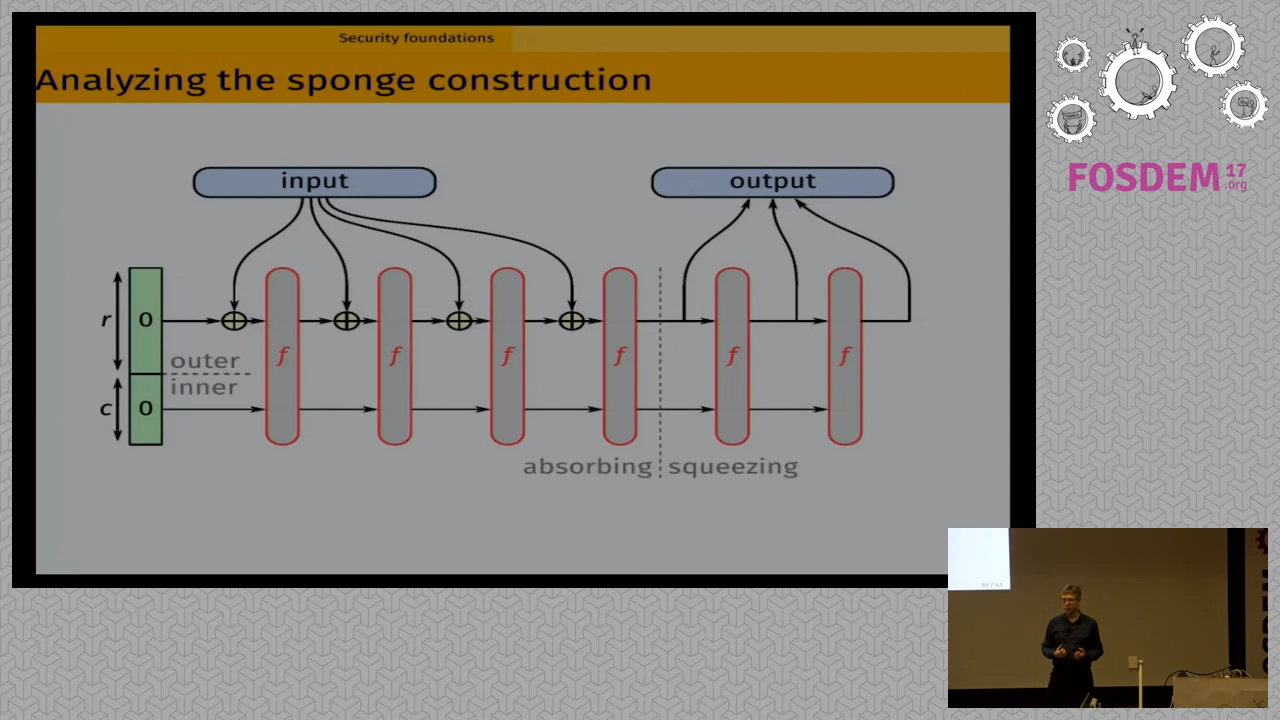 Security foundations
Analyzing the sponge construction
input
output
r
0
outer
inner
c
0
f
f
f
f
f
f
absorbing
squeezing
FOSDEM 17
.org